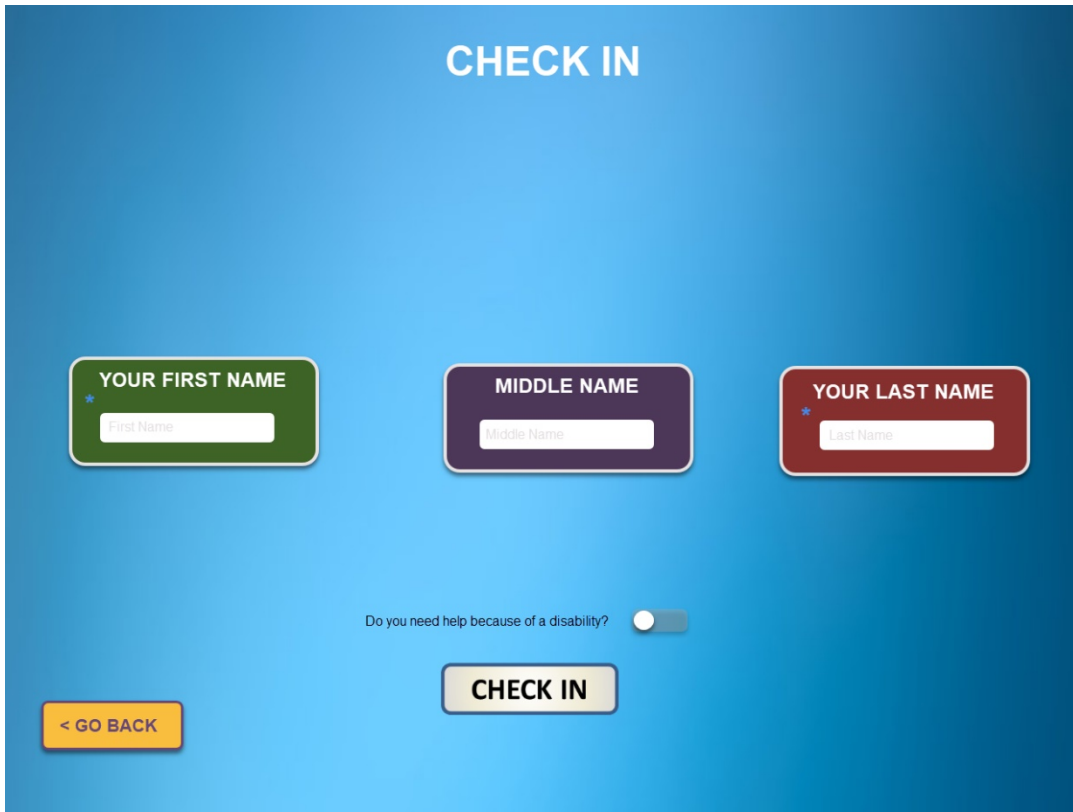 CHECK IN
YOUR FIRST NAME
*
First Name
MIDDLE NAME
Middle Name
YOUR LAST NAME
*
Last Name
Do you need help because of a disability?
CHECK IN
< GO BACK